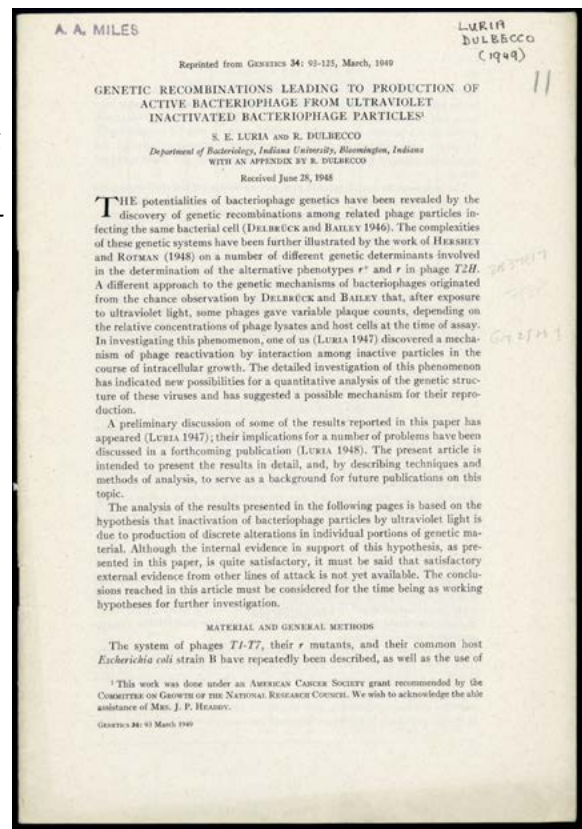 A. A. MILES
LURIA
DULBECCO
(1949)
11
Reprinted from GENETICS 34: 93-125, March, 1949
GENETIC RECOMBINATIONS LEADING TO PRODUCTION OF
ACTIVE BACTERIOPHAGE FROM ULTRAVIOLET
INACTIVATED BACTERIOPHAGE PARTICLES¹
S. E. LURIA AND R. DULBECCO
Department of Bacteriology, Indiana University, Bloomington, Indiana
WITH AN APPENDIX BY R. DULBECCO
Received June 28, 1948
THE potentialities of bacteriophage genetics have been revealed by the
discovery of genetic recombinations among related phage particles in-
fecting the same bacterial cell (DELBRÜCK and BAILEY 1946). The complexities
of these genetic systems have been further illustrated by the work of HERSHEY
and ROTMAN (1948) on a number of different genetic determinants involved
in the determination of the alternative phenotypes r⁺ and r in phage T2H.
A different approach to the genetic mechanisms of bacteriophages originated
from the chance observation by DELBRÜCK and BAILEY that, after exposure
to ultraviolet light, some phages gave variable plaque counts, depending on
the relative concentrations of phage lysates and host cells at the time of assay.
In investigating this phenomenon, one of us (LURIA 1947) discovered a mecha-
nism of phage reactivation by interaction among inactive particles in the
course of intracellular growth. The detailed investigation of this phenomenon
has indicated new possibilities for a quantitative analysis of the genetic struc-
ture of these viruses and has suggested a possible mechanism for their repro-
duction.
A preliminary discussion of some of the results reported in this paper has
appeared (LURIA 1947); their implications for a number of problems have been
discussed in a forthcoming publication (LURIA 1948). The present article is
intended to present the results in detail, and, by describing techniques and
methods of analysis, to serve as a background for future publications on this
topic.
The analysis of the results presented in the following pages is based on the
hypothesis that inactivation of bacteriophage particles by ultraviolet light is
due to production of discrete alterations in individual portions of genetic ma-
terial. Although the internal evidence in support of this hypothesis, as pre-
sented in this paper, is quite satisfactory, it must be said that satisfactory
external evidence from other lines of attack is not yet available. The conclu-
sions reached in this article must be considered for the time being as working
hypotheses for further investigation.
MATERIAL AND GENERAL METHODS
The system of phages T1-T7, their r mutants, and their common host
Escherichia coli strain B have repeatedly been described, as well as the use of
¹ This work was done under an AMERICAN CANCER SOCIETY grant recommended by the
COMMITTEE ON GROWTH OF THE NATIONAL RESEARCH COUNCIL. We wish to acknowledge the able
assistance of MRS. J. P. HEADDY.
GENETICS 34: 93 March 1949